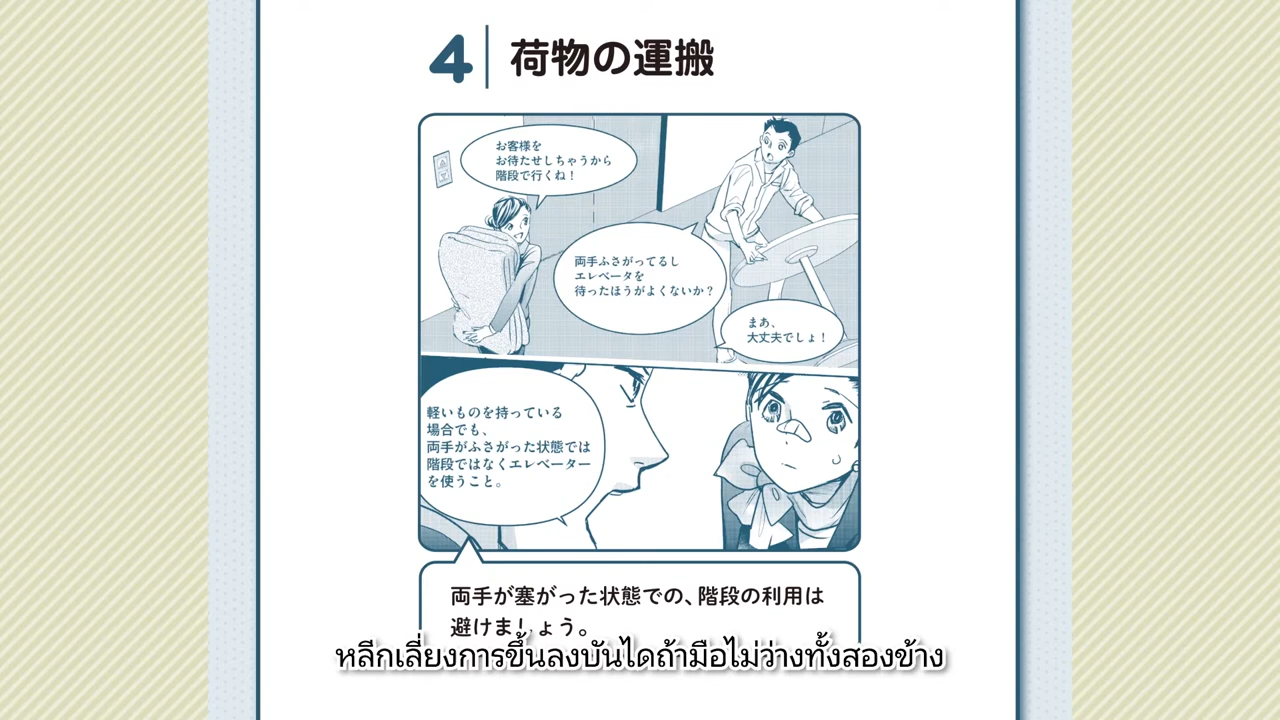 4 荷物の運搬
お客様を
お待たせしちゃうから
階段で行くね!
両手ふさがってるし
エレベータを
待ったほうがよくないか?
まあ、
大丈夫でしょ!
軽いものを持っている
場合でも、
両手がふさがった状態では
階段ではなくエレベーター
を使うこと。
両手が塞がった状態での、階段の利用は
避けましょう。
หลีกเลี่ยงการขึ้นลงบันไดถ้ามือไม่ว่างทั้งสองข้าง